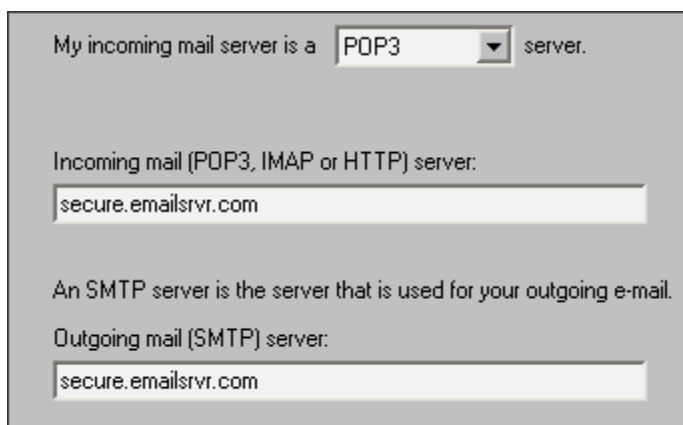 My incoming mail server is a POP3 server.
Incoming mail (POP3, IMAP or HTTP) server:
secure.emailsrvr.com
An SMTP server is the server that is used for your outgoing e-mail.
Outgoing mail (SMTP) server:
secure.emailsrvr.com